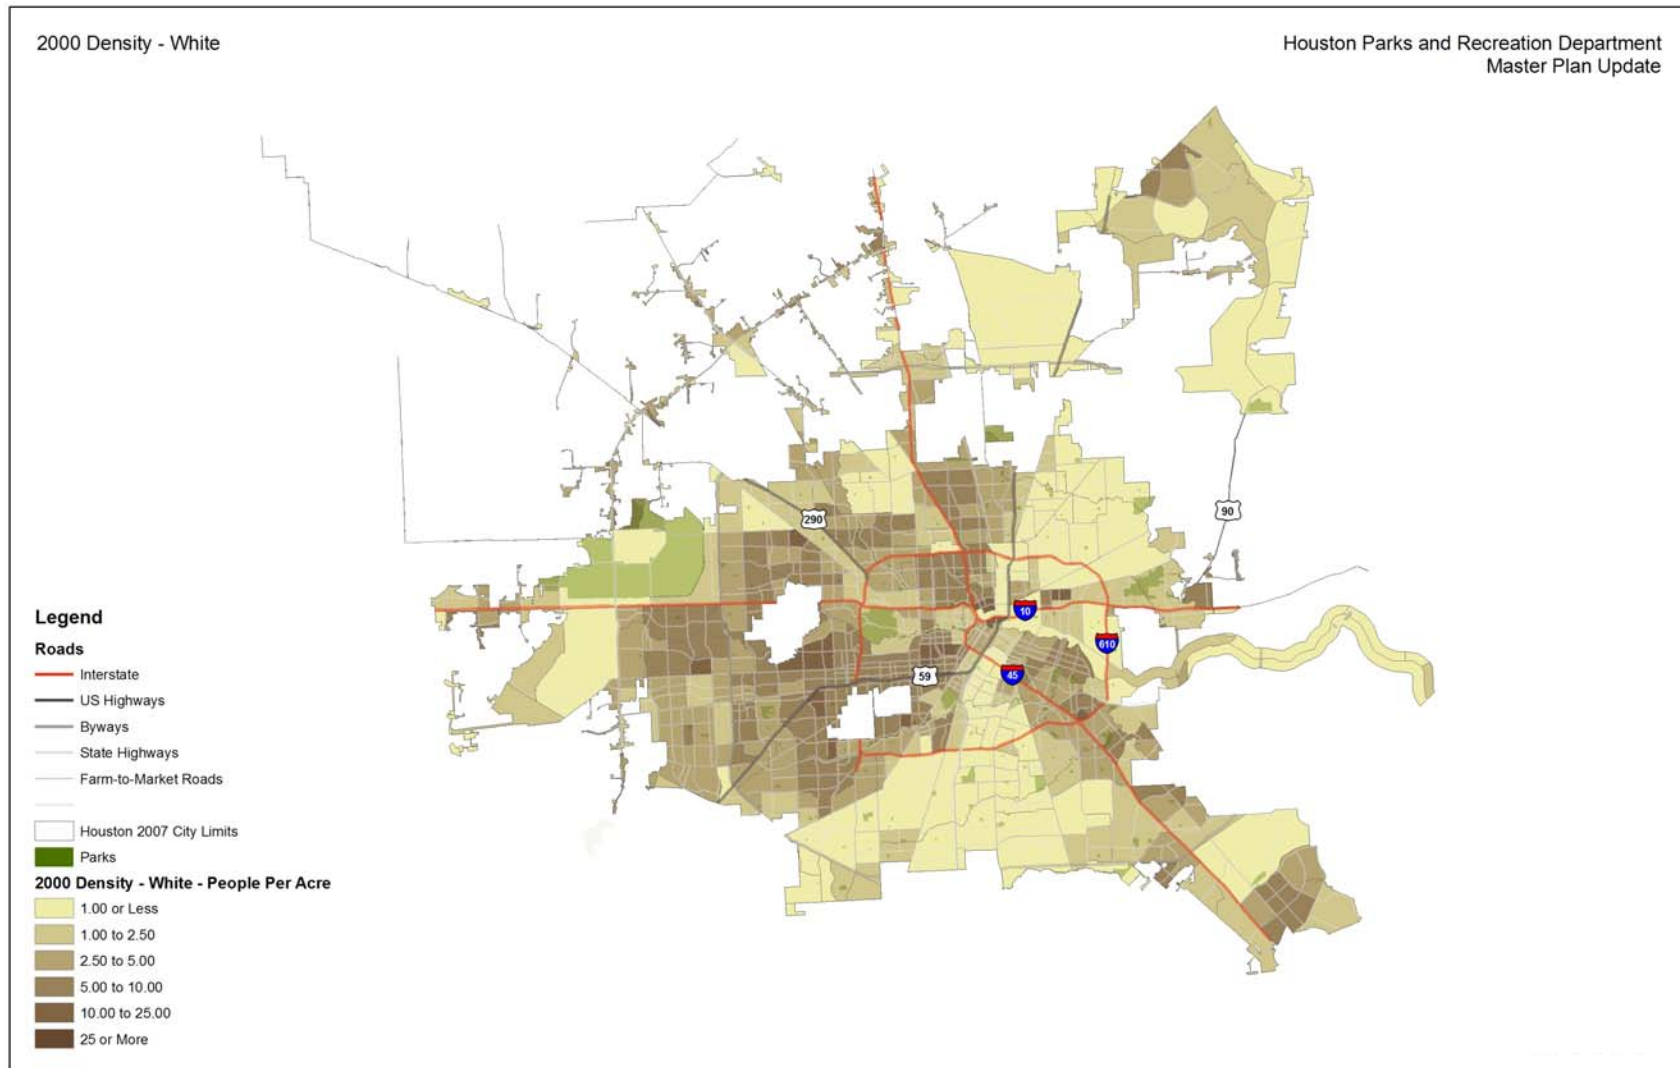 2000 Density - White
Houston Parks and Recreation Department
Master Plan Update
290
90
10
610
59
45
Legend
Roads
Interstate
US Highways
Byways
State Highways
Farm-to-Market Roads
Houston 2007 City Limits
Parks
2000 Density - White - People Per Acre
1.00 or Less
1.00 to 2.50
2.50 to 5.00
5.00 to 10.00
10.00 to 25.00
25 or More